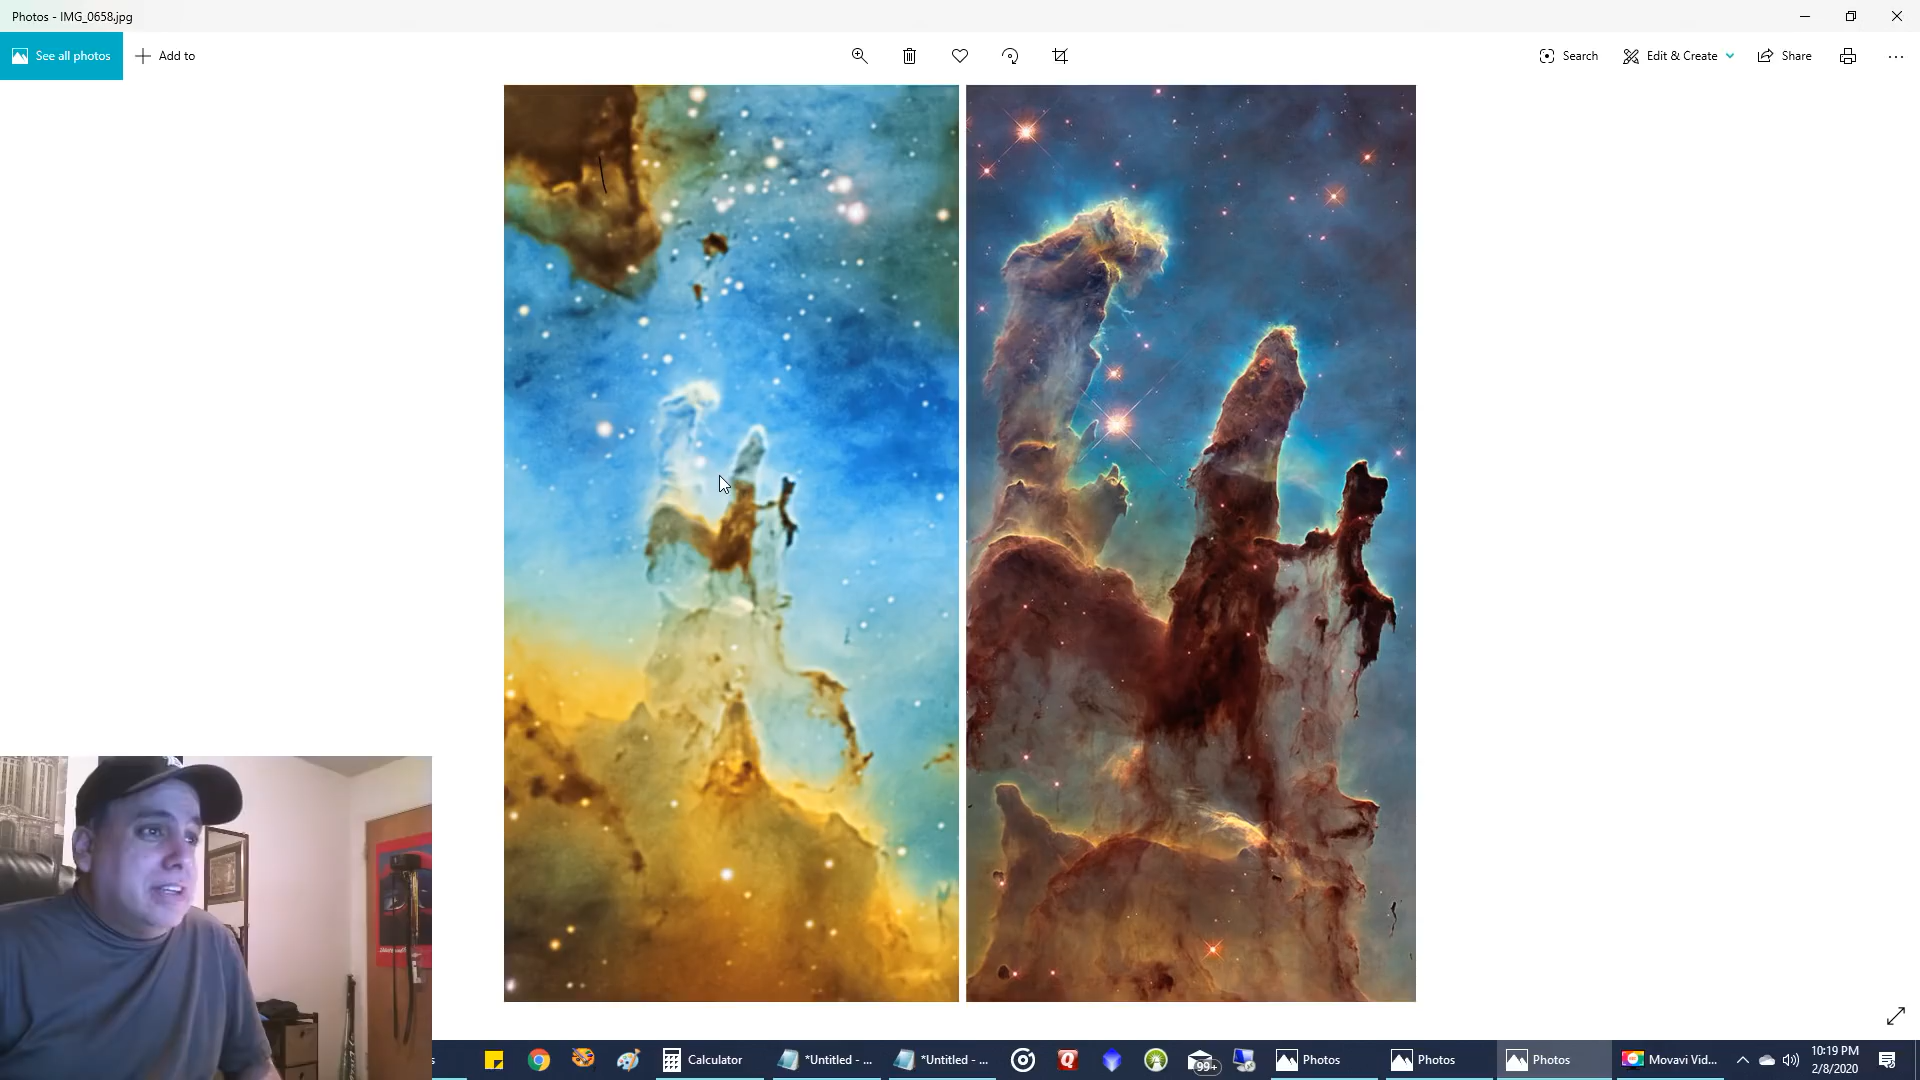 Photos - IMG_0658.jpg
See all photos
Add to
Search
Edit & Create
Share
Calculator
*Untitled - ...
*Untitled - ...
99+
Photos
Photos
Photos
Movavi Vid...
10:19 PM
2/8/2020